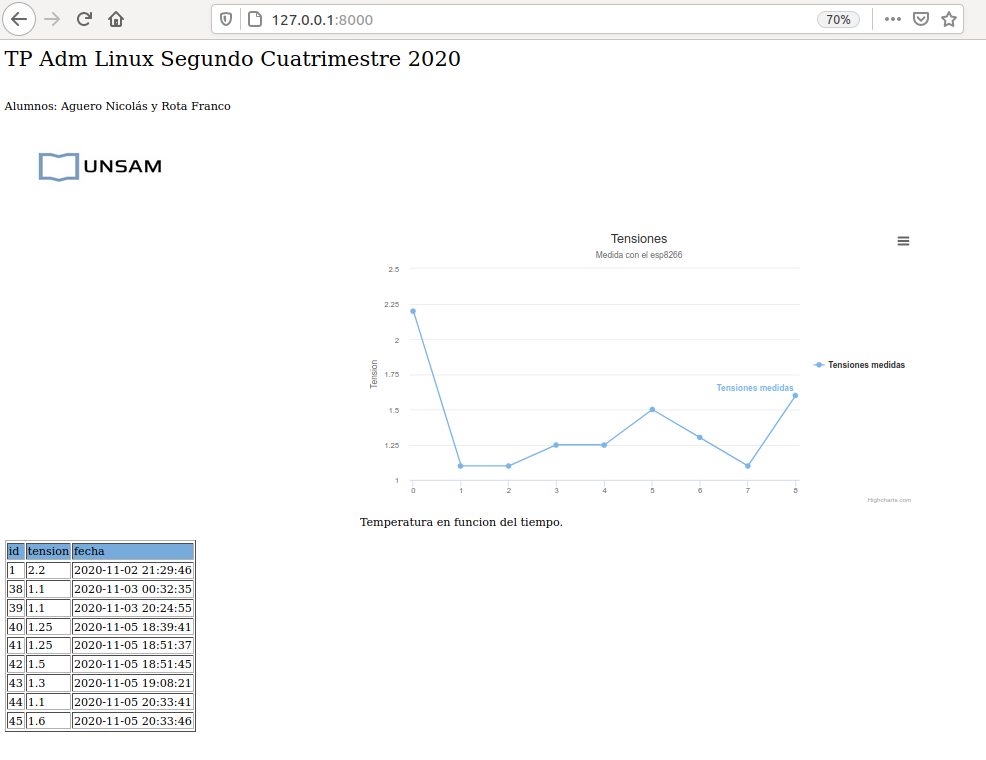 127.0.0.1:8000
70%
TP Adm Linux Segundo Cuatrimestre 2020
Alumnos: Aguero Nicolás y Rota Franco
UNSAM
Tensiones
Medida con el esp8266
2.5
2.25
2
1.75
1.5
1.25
1
Tension
Tensiones medidas
Tensiones medidas
0 1 2 3 4 5 6 7 8
Highcharts.com
Temperatura en funcion del tiempo.
id tension fecha
1 2.2 2020-11-02 21:29:46
38 1.1 2020-11-03 00:32:35
39 1.1 2020-11-03 20:24:55
40 1.25 2020-11-05 18:39:41
41 1.25 2020-11-05 18:51:37
42 1.5 2020-11-05 18:51:45
43 1.3 2020-11-05 19:08:21
44 1.1 2020-11-05 20:33:41
45 1.6 2020-11-05 20:33:46